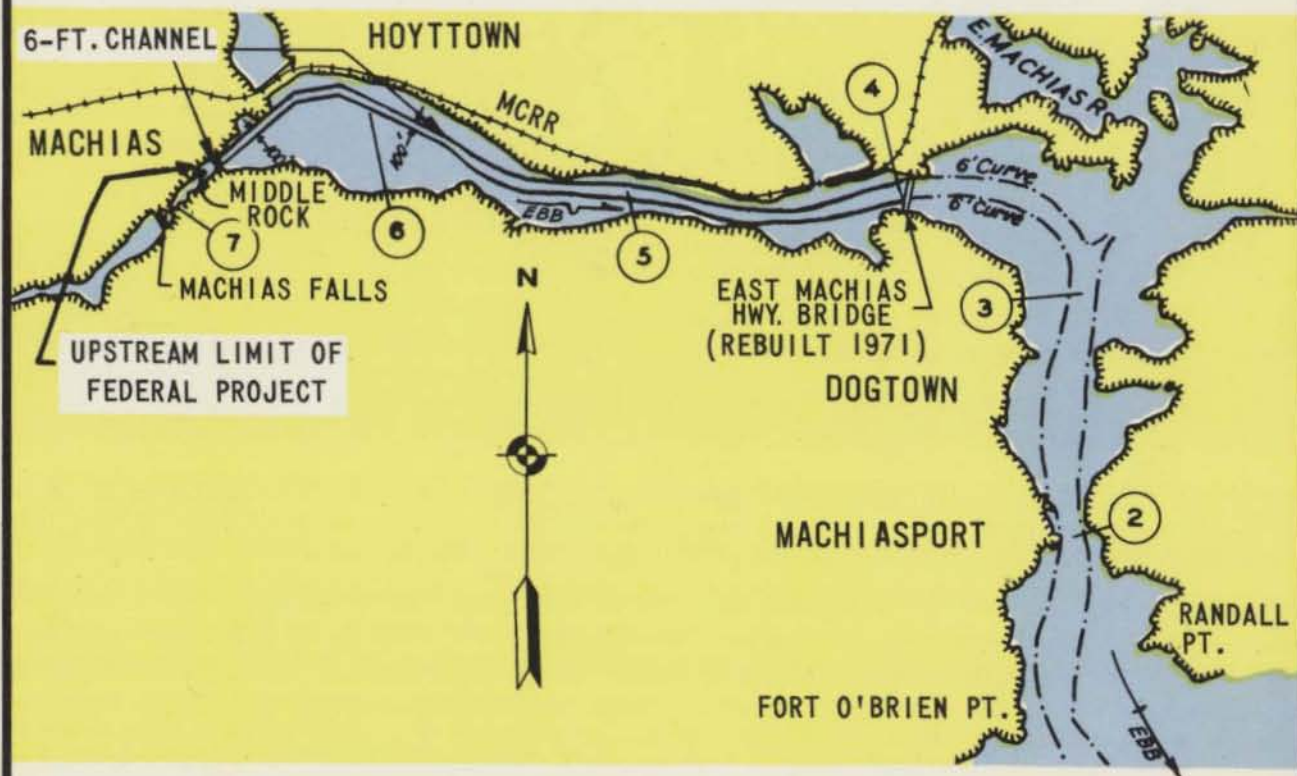 6-FT. CHANNEL
HOYTTOWN
MCRR
E. MACHIAS R.
4
MACHIAS
100'
100'
6' Curve
6' Curve
MIDDLE
ROCK
7
6
EBB
5
MACHIAS FALLS
N
EAST MACHIAS
HWY. BRIDGE
(REBUILT 1971)
3
UPSTREAM LIMIT OF
FEDERAL PROJECT
DOGTOWN
2
MACHIASPORT
RANDALL
PT.
FORT O'BRIEN PT.
EBB